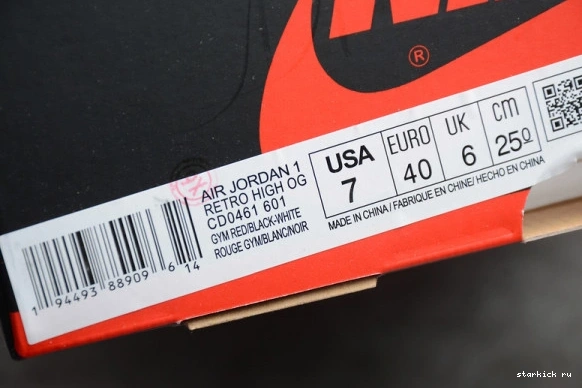 NIKE
®
AIR JORDAN 1
RETRO HIGH OG
CD0461 601
GYM RED/BLACK-WHITE
ROUGE GYM/BLANC/NOIR
USA
7
EURO
40
UK
6
CM
25º
MADE IN CHINA / FABRIQUE EN CHINE/ HECHO EN CHINA
1 94493 88909 6 14
starkick ru